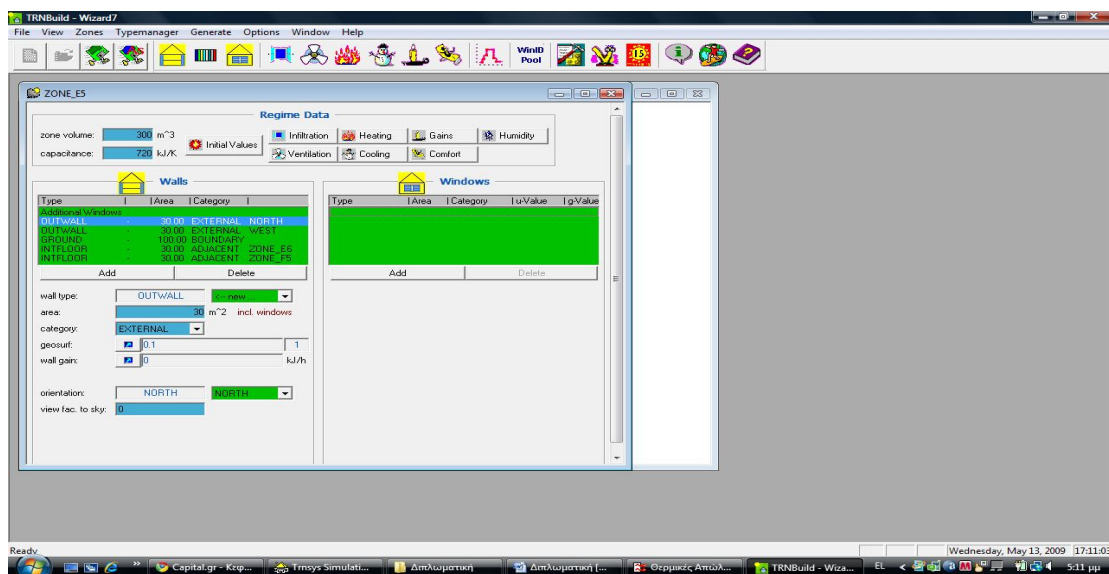 TRNBuild - Wizard7
File View Zones Typemanager Generate Options Window Help
WinID
Pool
15
ZONE_E5
Regime Data
zone volume: 300 m^3
capacitance: 720 kJ/K
Initial Values
Infiltration Heating Gains Humidity
Ventilation Cooling Comfort
Walls
Type | | Area | Category |
Additional Windows
OUTWALL - 30.00 EXTERNAL NORTH
OUTWALL - 30.00 EXTERNAL WEST
GROUND - 100.00 BOUNDARY
INTFLOOR - 30.00 ADJACENT ZONE_E6
INTFLOOR - 30.00 ADJACENT ZONE_F5
Add Delete
wall type: OUTWALL <-- new ...
area: 30 m^2 incl. windows
category: EXTERNAL
geosurf: 0.1 1
wall gain: 0 kJ/h
orientation: NORTH NORTH
view fac. to sky: 0
Windows
Type | Area | Category | u-Value | g-Value
Add Delete
Ready
Wednesday, May 13, 2009 17:11:03
Capital.gr - Κεφ... Trnsys Simulati... Διπλωματική Διπλωματική [... Θερμικές Απώλ... TRNBuild - Wiza... EL 5:11 μμ